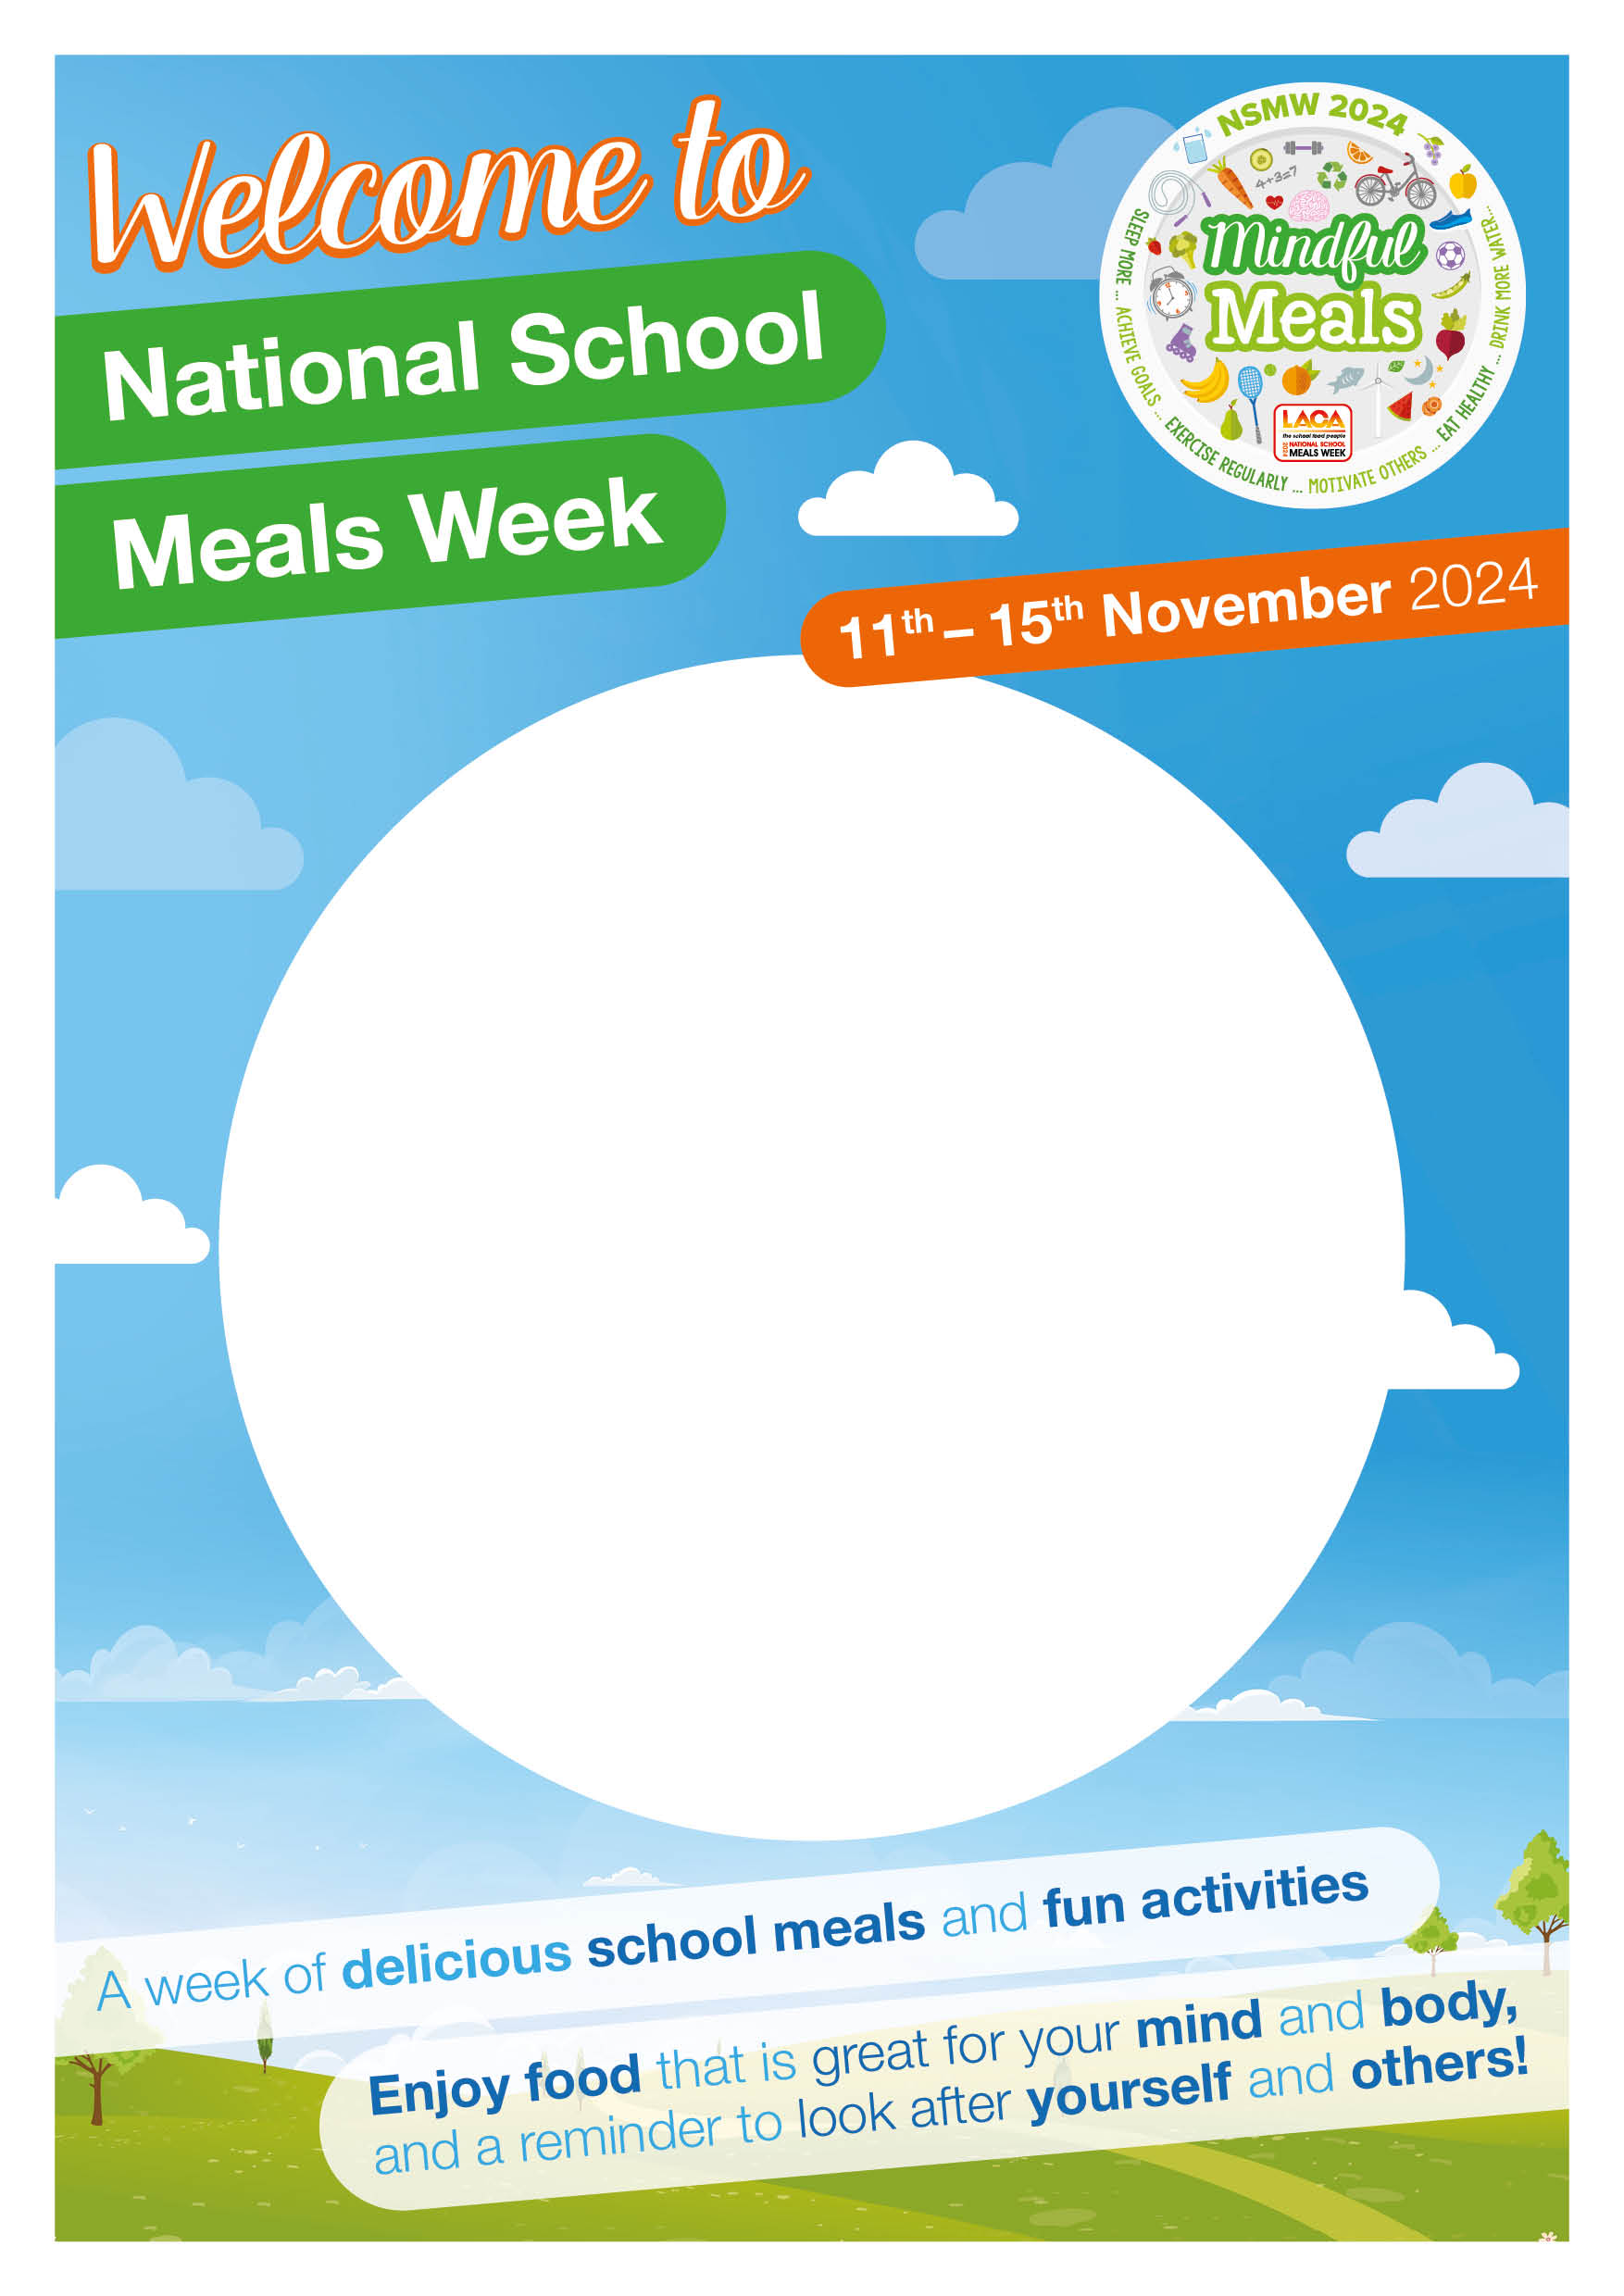 Welcome to
National School
Meals Week
NSMW 2024
4+3=7
Mindful
Meals
LACA
the school food people
2024
NATIONAL SCHOOL
MEALS WEEK
SLEEP MORE ... ACHIEVE GOALS ... EXERCISE REGULARLY ... MOTIVATE OTHERS ... EAT HEALTHY ... DRINK MORE WATER...
11th – 15th November 2024
A week of delicious school meals and fun activities
Enjoy food that is great for your mind and body,
and a reminder to look after yourself and others!